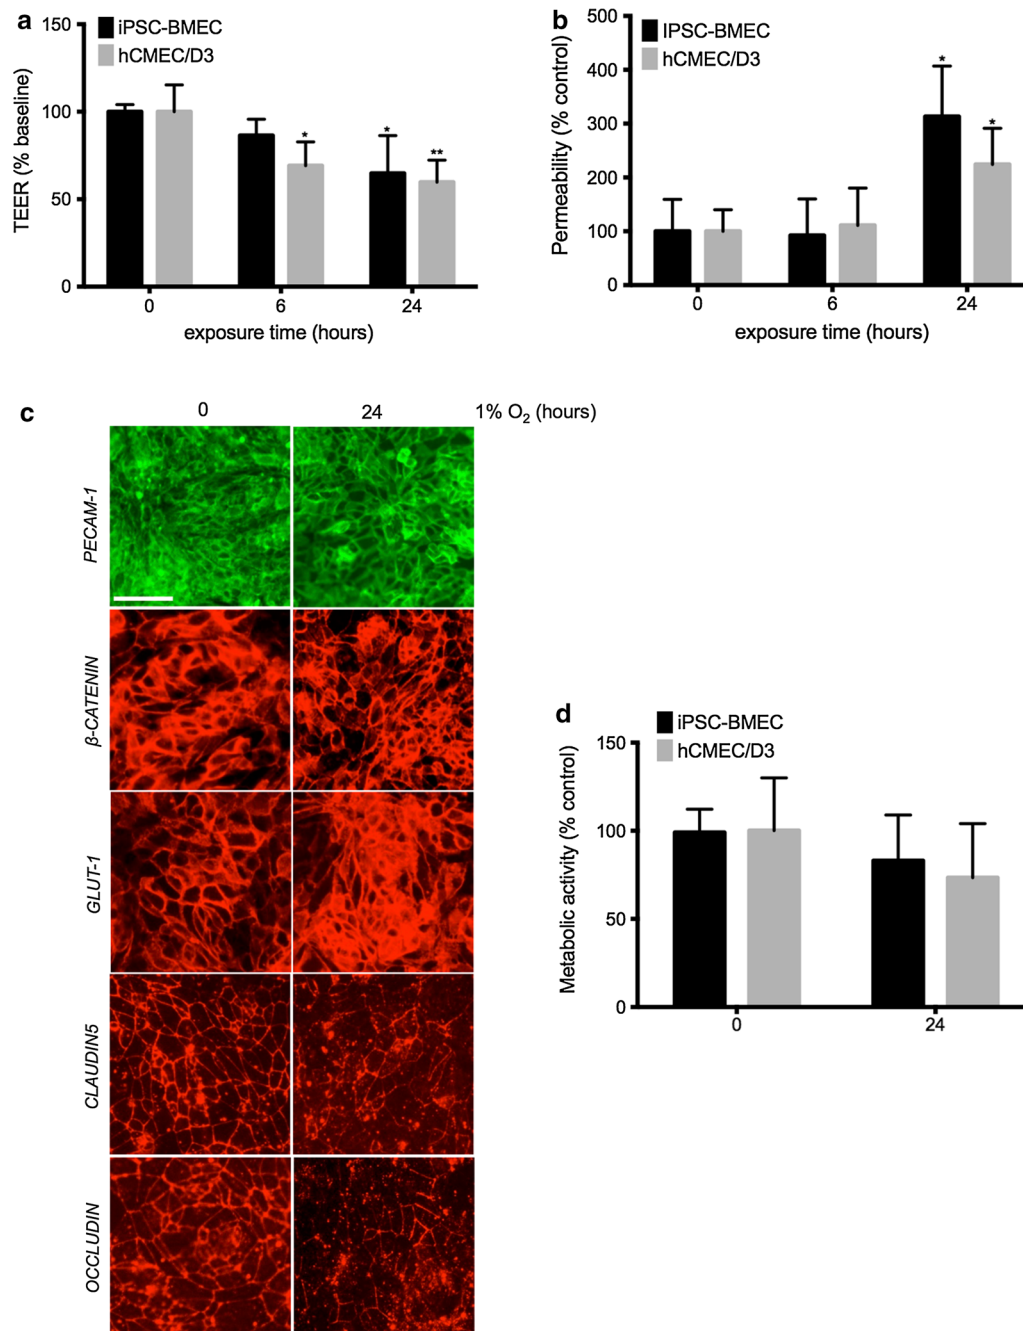 a
iPSC-BMEC
hCMEC/D3
TEER (% baseline)
150
100
50
0
*
*
**
0 6 24
exposure time (hours)
b
IPSC-BMEC
hCMEC/D3
Permeability (% control)
500
400
300
200
100
0
*
*
0 6 24
exposure time (hours)
c
0 24 1% O2 (hours)
PECAM-1
β-CATENIN
GLUT-1
CLAUDIN5
OCCLUDIN
d
iPSC-BMEC
hCMEC/D3
Metabolic activity (% control)
150
100
50
0
0 24